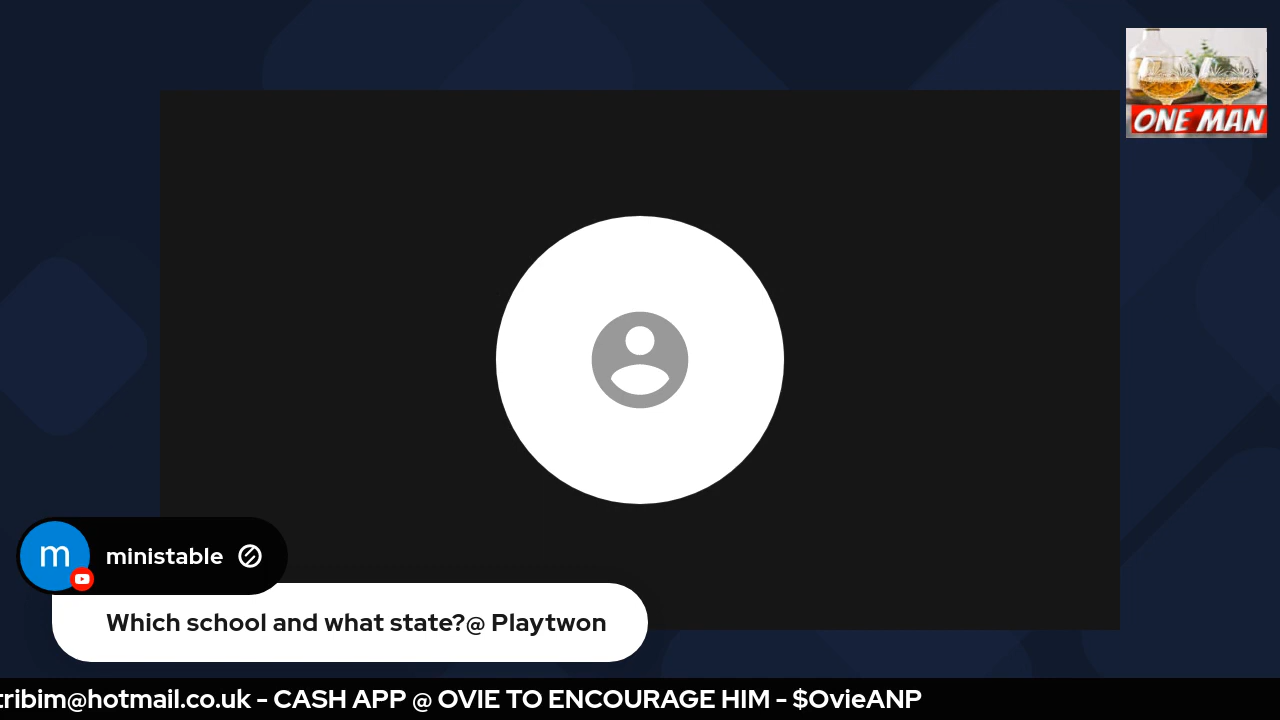 ONE MAN
m
ministable
Which school and what state?@ Playtwon
tribim@hotmail.co.uk - CASH APP @ OVIE TO ENCOURAGE HIM - $OvieANP